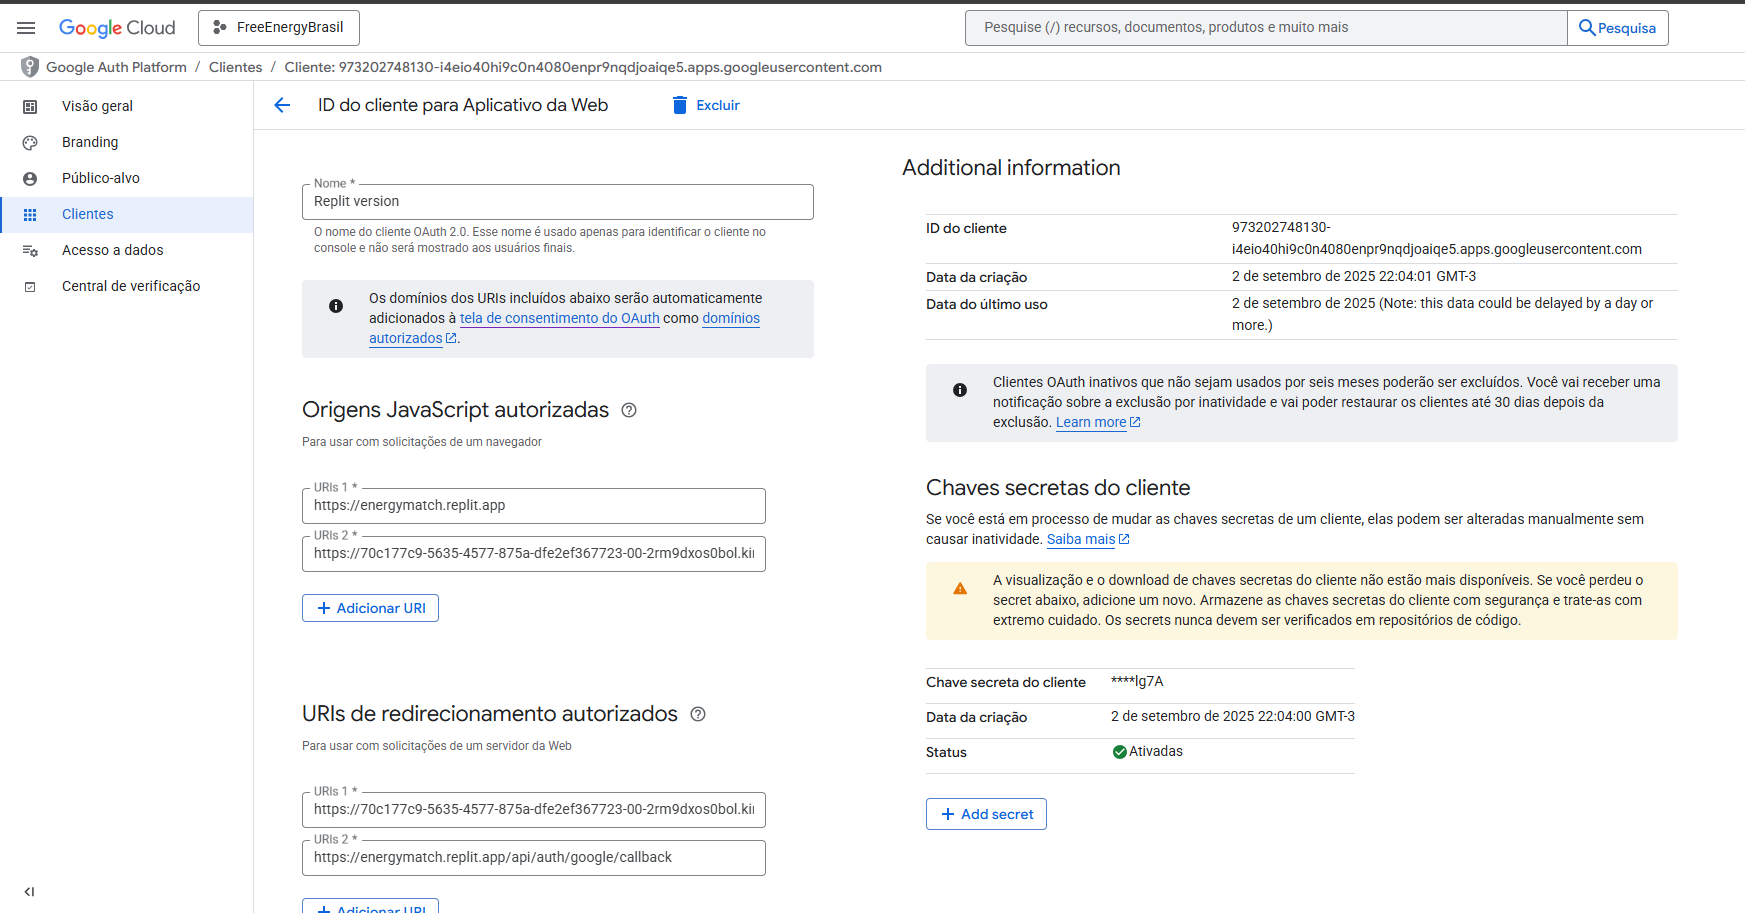 Google Cloud
FreeEnergyBrasil
Pesquise (/) recursos, documentos, produtos e muito mais
Pesquisa
Google Auth Platform / Clientes / Cliente: 973202748130-i4eio40hi9c0n4080enpr9nqdjoaiqe5.apps.googleusercontent.com
Visão geral
Branding
Público-alvo
Clientes
Acesso a dados
Central de verificação
ID do cliente para Aplicativo da Web
Excluir
Nome *
Replit version
O nome do cliente OAuth 2.0. Esse nome é usado apenas para identificar o cliente no
console e não será mostrado aos usuários finais.
Os domínios dos URIs incluídos abaixo serão automaticamente
adicionados à tela de consentimento do OAuth como domínios
autorizados.
Origens JavaScript autorizadas
Para usar com solicitações de um navegador
URIs 1 *
https://energymatch.replit.app
URIs 2 *
https://70c177c9-5635-4577-875a-dfe2ef367723-00-2rm9dxos0bol.kir
Adicionar URI
URIs de redirecionamento autorizados
Para usar com solicitações de um servidor da Web
URIs 1 *
https://70c177c9-5635-4577-875a-dfe2ef367723-00-2rm9dxos0bol.kir
URIs 2 *
https://energymatch.replit.app/api/auth/google/callback
Adicionar URI
Additional information
ID do cliente
973202748130-
i4eio40hi9c0n4080enpr9nqdjoaiqe5.apps.googleusercontent.com
Data da criação
2 de setembro de 2025 22:04:01 GMT-3
Data do último uso
2 de setembro de 2025 (Note: this data could be delayed by a day or
more.)
Clientes OAuth inativos que não sejam usados por seis meses poderão ser excluídos. Você vai receber uma
notificação sobre a exclusão por inatividade e vai poder restaurar os clientes até 30 dias depois da
exclusão. Learn more
Chaves secretas do cliente
Se você está em processo de mudar as chaves secretas de um cliente, elas podem ser alteradas manualmente sem
causar inatividade. Saiba mais
A visualização e o download de chaves secretas do cliente não estão mais disponíveis. Se você perdeu o
secret abaixo, adicione um novo. Armazene as chaves secretas do cliente com segurança e trate-as com
extremo cuidado. Os secrets nunca devem ser verificados em repositórios de código.
Chave secreta do cliente
****lg7A
Data da criação
2 de setembro de 2025 22:04:00 GMT-3
Status
Ativadas
Add secret